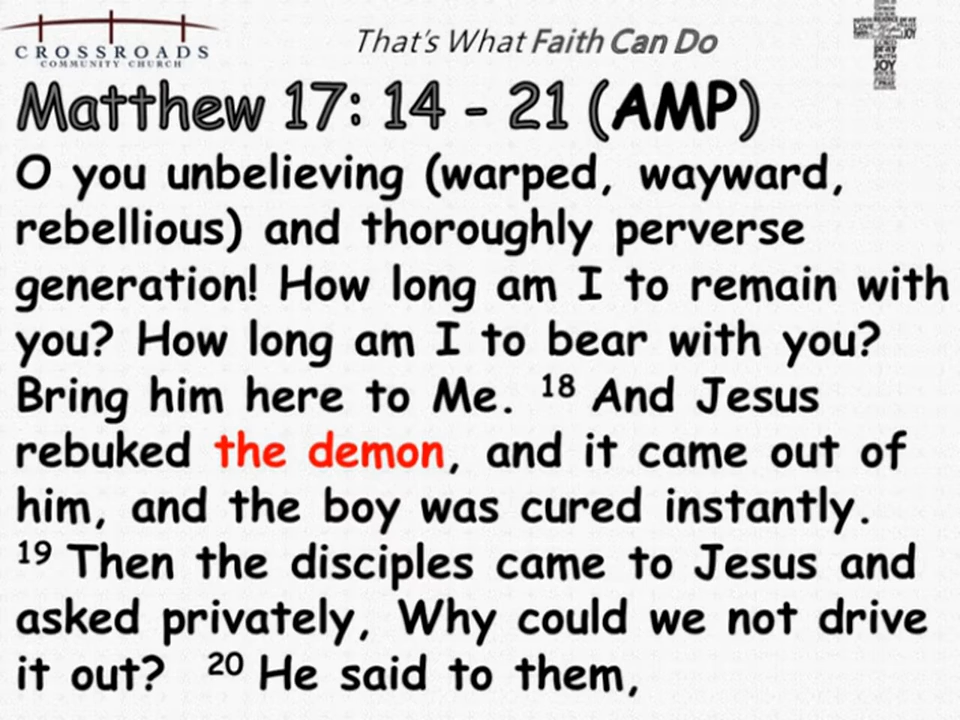 CROSSROADS
COMMUNITY CHURCH
That's What Faith Can Do
JOY
Matthew 17: 14 - 21 (AMP)
O you unbelieving (warped, wayward,
rebellious) and thoroughly perverse
generation! How long am I to remain with
you? How long am I to bear with you?
Bring him here to Me. 18 And Jesus
rebuked the demon, and it came out of
him, and the boy was cured instantly.
19 Then the disciples came to Jesus and
asked privately, Why could we not drive
it out? 20 He said to them,